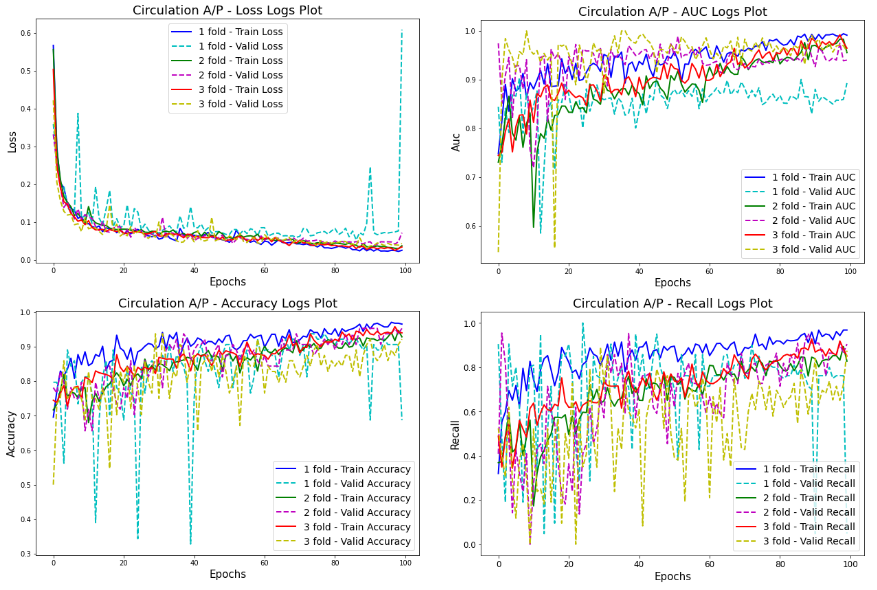 Circulation A/P - Loss Logs Plot
0.6
0.5
0.4
0.3
0.2
0.1
0.0
Loss
1 fold - Train Loss
1 fold - Valid Loss
2 fold - Train Loss
2 fold - Valid Loss
3 fold - Train Loss
3 fold - Valid Loss
0 20 40 60 80 100
Epochs
Circulation A/P - AUC Logs Plot
1.0
0.9
0.8
0.7
0.6
Auc
1 fold - Train AUC
1 fold - Valid AUC
2 fold - Train AUC
2 fold - Valid AUC
3 fold - Train AUC
3 fold - Valid AUC
0 20 40 60 80 100
Epochs
Circulation A/P - Accuracy Logs Plot
1.0
0.9
0.8
0.7
0.6
0.5
0.4
0.3
Accuracy
1 fold - Train Accuracy
1 fold - Valid Accuracy
2 fold - Train Accuracy
2 fold - Valid Accuracy
3 fold - Train Accuracy
3 fold - Valid Accuracy
0 20 40 60 80 100
Epochs
Circulation A/P - Recall Logs Plot
1.0
0.8
0.6
0.4
0.2
0.0
Recall
1 fold - Train Recall
1 fold - Valid Recall
2 fold - Train Recall
2 fold - Valid Recall
3 fold - Train Recall
3 fold - Valid Recall
0 20 40 60 80 100
Epochs